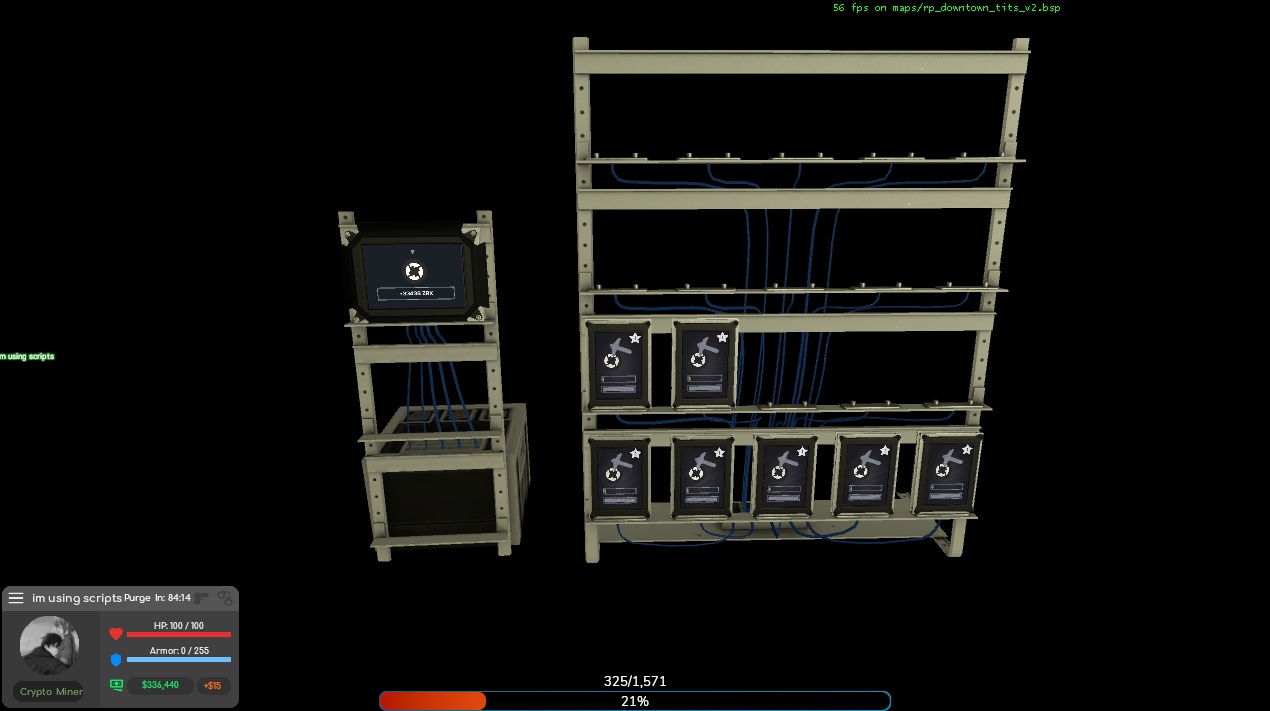 56 fps on maps/rp_downtown_tits_v2.bsp
m using scripts
im using scripts Purge In: 84:14
HP: 100 / 100
Armor: 0 / 255
Crypto Miner
$336,440
+$15
325/1,571
21%